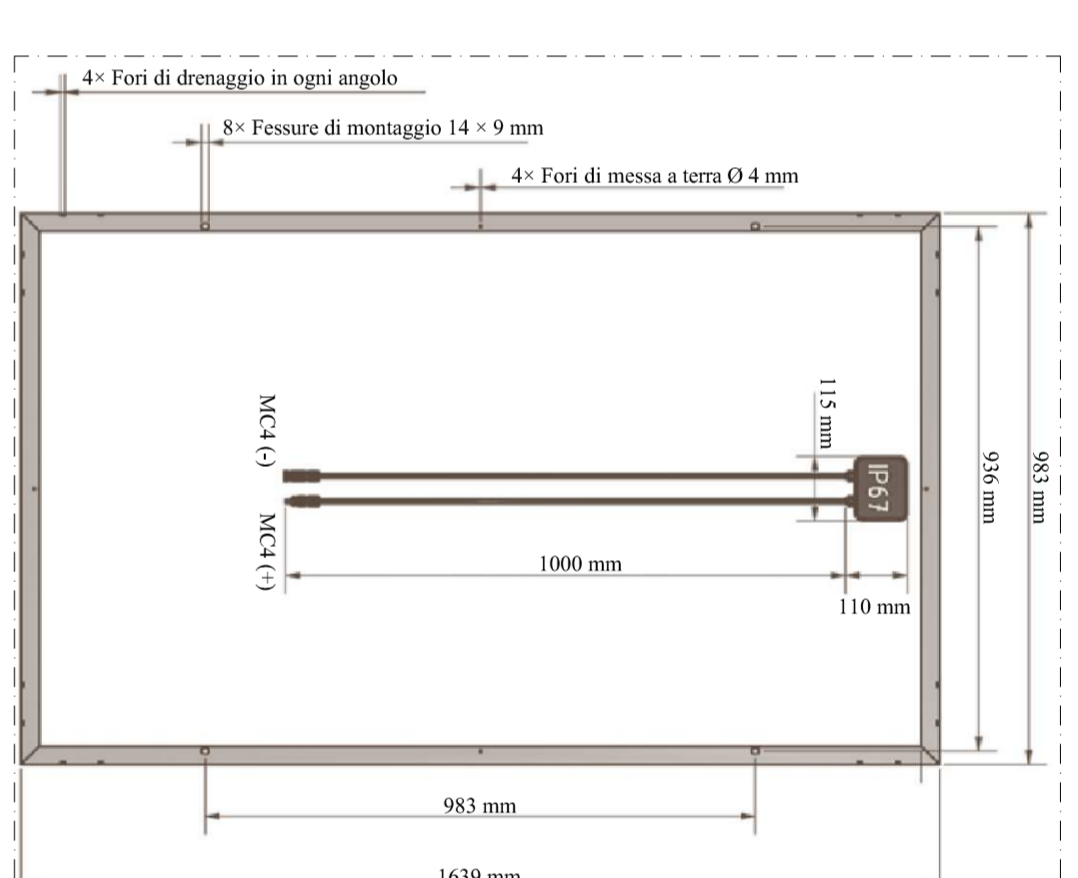 4× Fori di drenaggio in ogni angolo
8× Fessure di montaggio 14 × 9 mm
4× Fori di messa a terra Ø 4 mm
115 mm
MC4 (-)
IP67
936 mm
983 mm
MC4 (+)
1000 mm
110 mm
983 mm
1639 mm